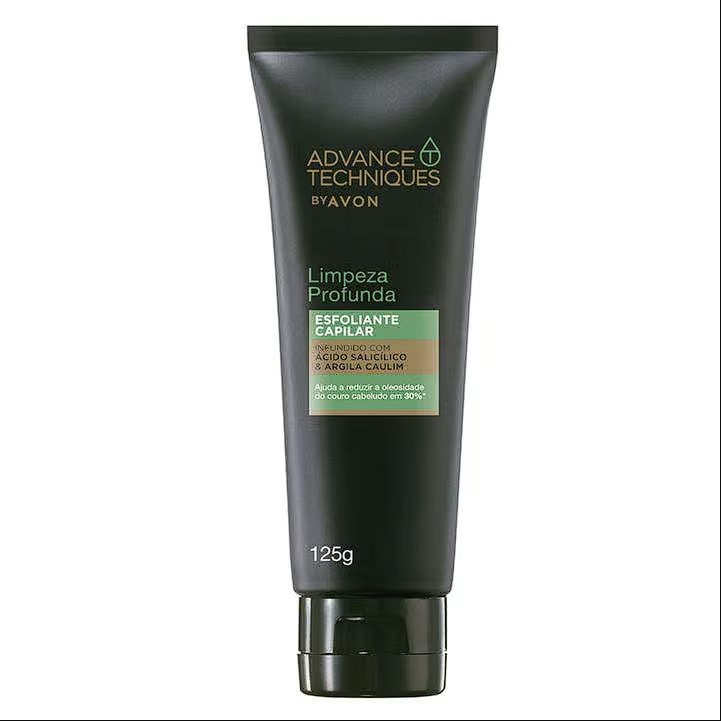 ADVANCE
TECHNIQUES
BY AVON
Limpeza
Profunda
ESFOLIANTE
CAPILAR
INFUNDIDO COM
ÁCIDO SALICÍLICO
& ARGILA CAULIM
Ajuda a reduzir a oleosidade
do couro cabeludo em 30%*
125g